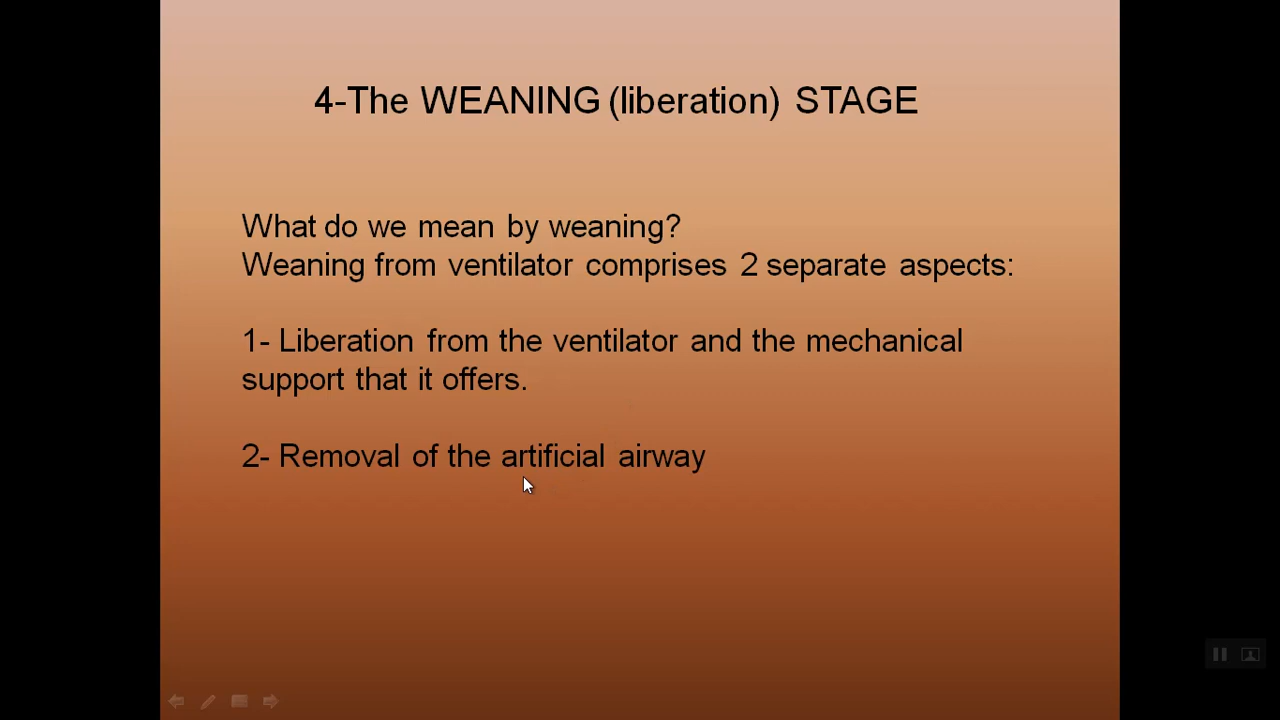 4-The WEANING (liberation) STAGE
What do we mean by weaning?
Weaning from ventilator comprises 2 separate aspects:
1- Liberation from the ventilator and the mechanical
support that it offers.
2- Removal of the artificial airway